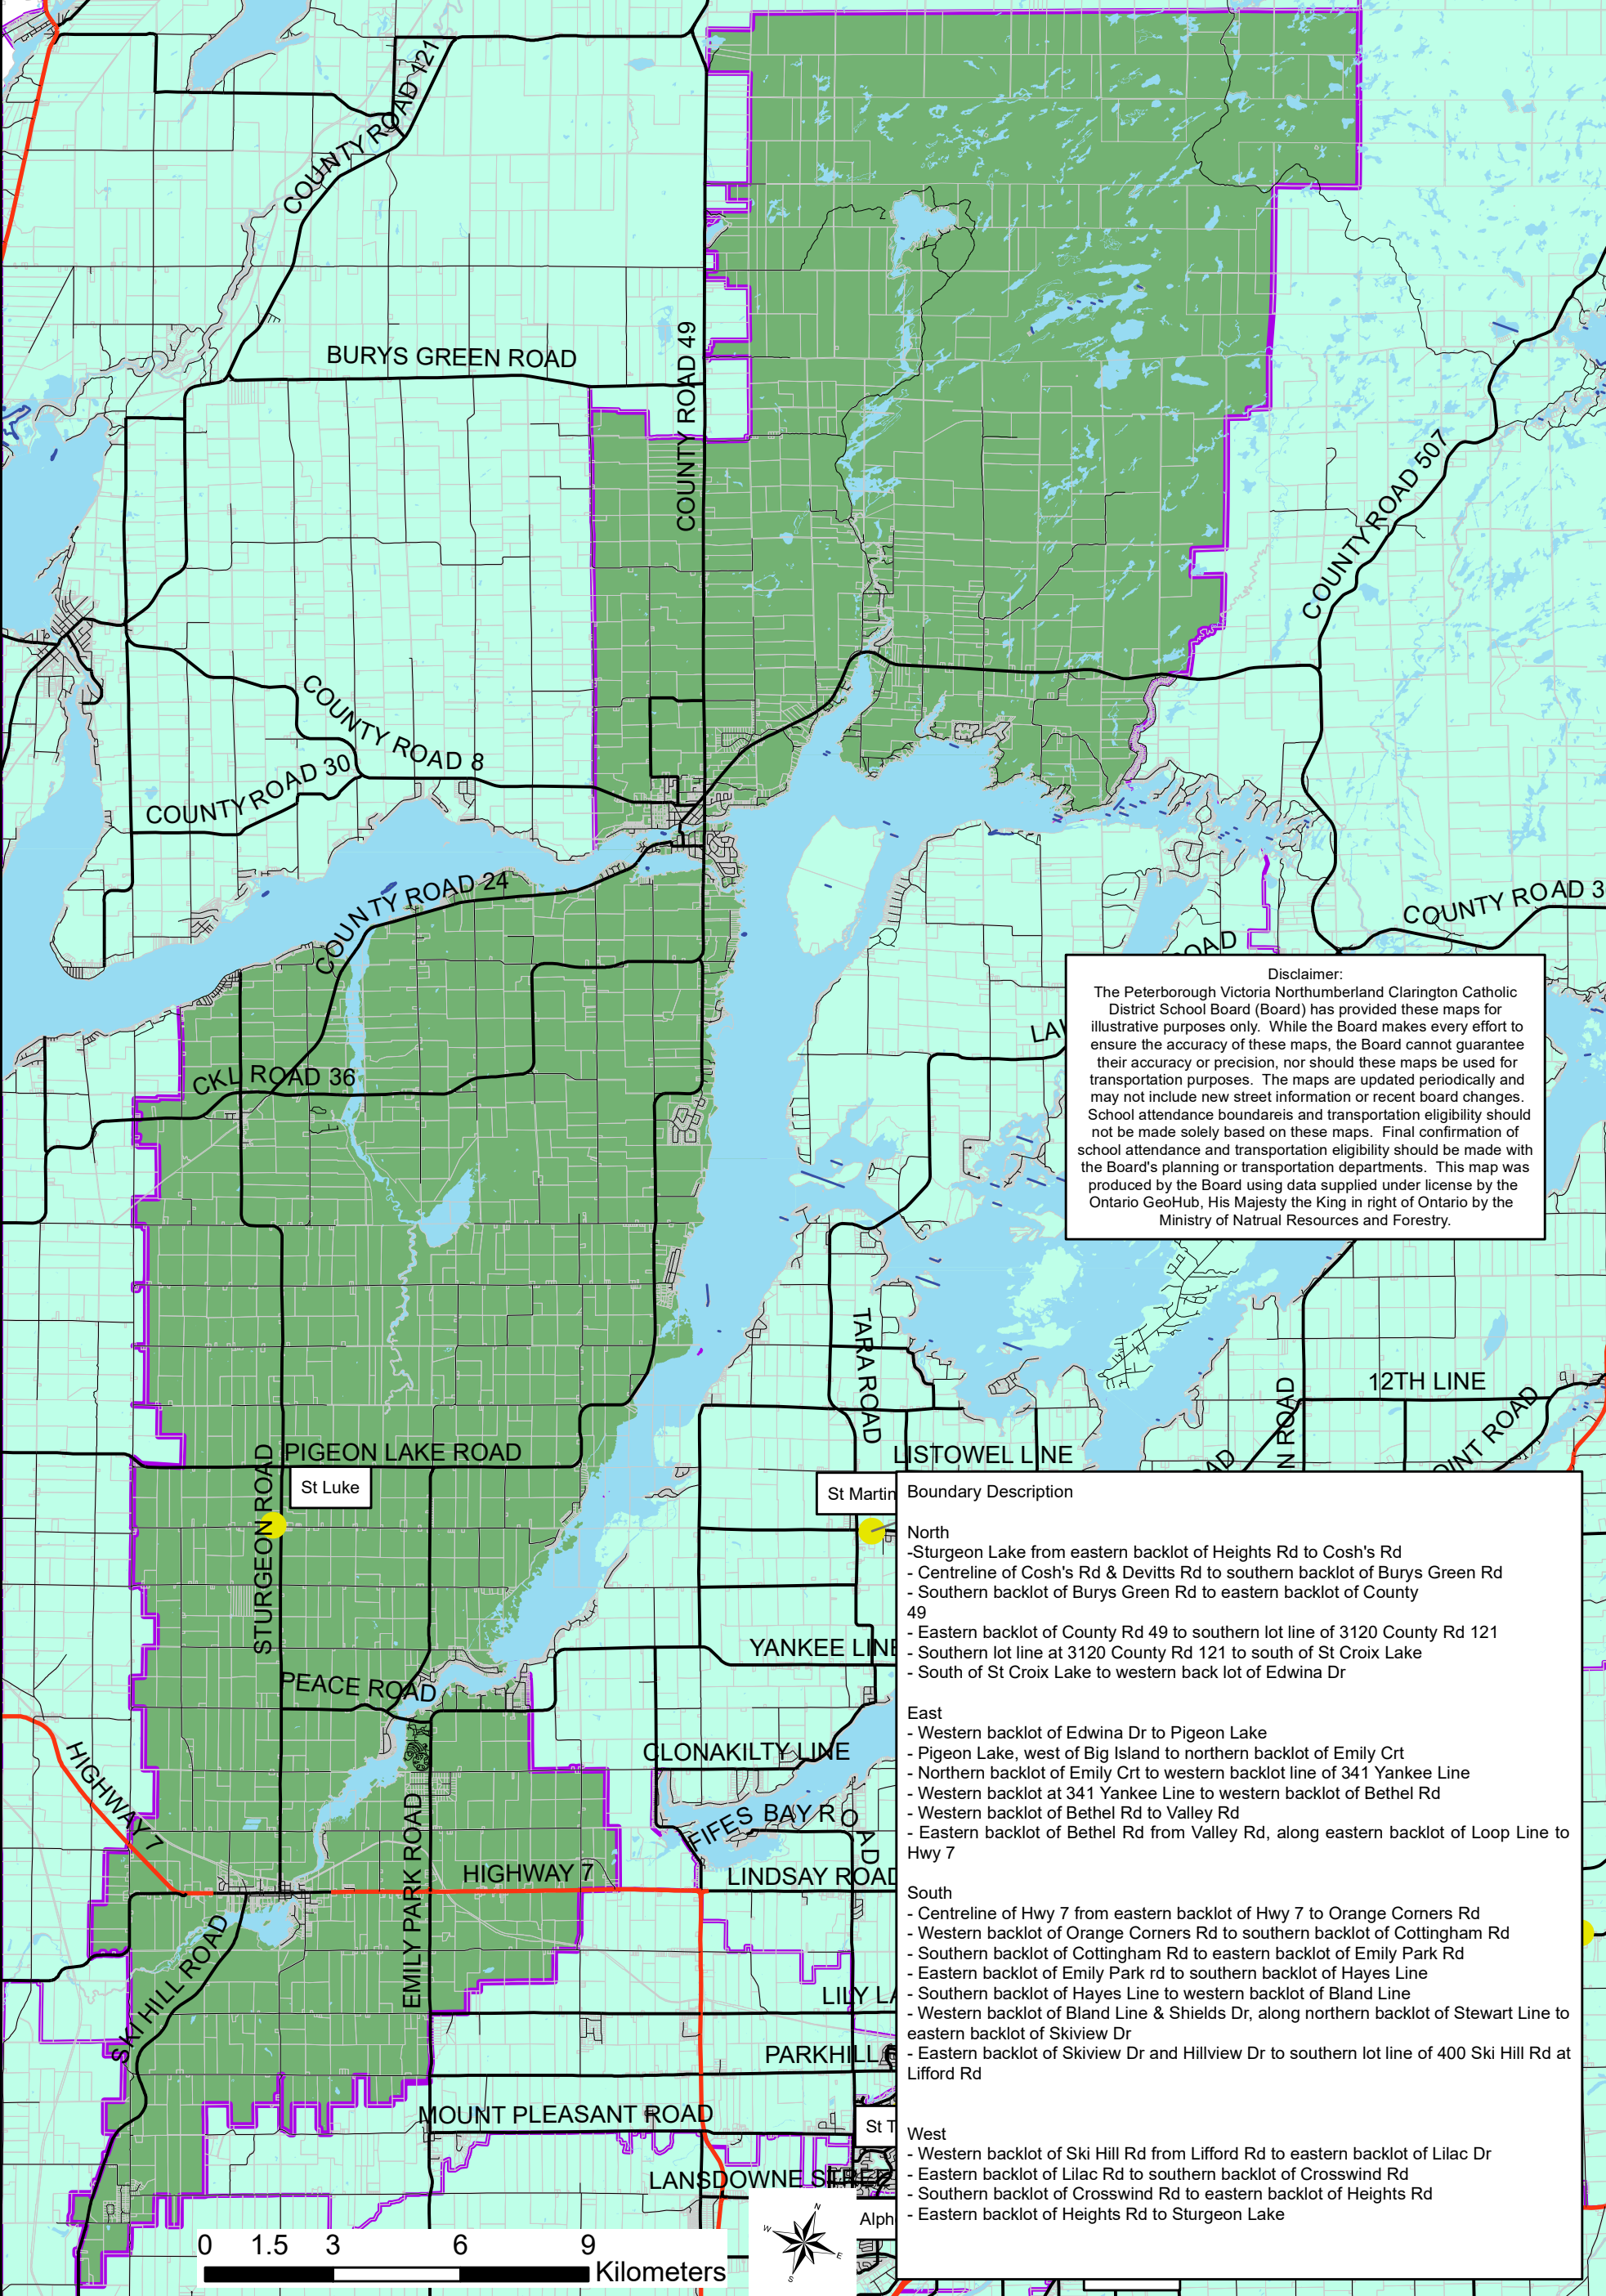 COUNTY ROAD 121
BURYS GREEN ROAD
COUNTY ROAD 49
COUNTY ROAD 507
COUNTY ROAD 8
COUNTY ROAD 30
COUNTY ROAD 24
COUNTY ROAD 3
OAD
LAK
CKL ROAD 36
Disclaimer:
The Peterborough Victoria Northumberland Clarington Catholic
District School Board (Board) has provided these maps for
illustrative purposes only. While the Board makes every effort to
ensure the accuracy of these maps, the Board cannot guarantee
their accuracy or precision, nor should these maps be used for
transportation purposes. The maps are updated periodically and
may not include new street information or recent board changes.
School attendance boundareis and transportation eligibility should
not be made solely based on these maps. Final confirmation of
school attendance and transportation eligibility should be made with
the Board's planning or transportation departments. This map was
produced by the Board using data supplied under license by the
Ontario GeoHub, His Majesty the King in right of Ontario by the
Ministry of Natrual Resources and Forestry.
TARA ROAD
12TH LINE
N ROAD
OINT ROAD
OAD
LISTOWEL LINE
PIGEON LAKE ROAD
STURGEON ROAD
St Luke
St Martin
YANKEE LINE
PEACE ROAD
CLONAKILTY LINE
FIFES BAY ROAD
HIGHWAY 7
HIGHWAY 7
LINDSAY ROAD
EMILY PARK ROAD
SKI HILL ROAD
LILY LA
PARKHILL
MOUNT PLEASANT ROAD
St T
LANSDOWNE STREE
Alph
Boundary Description
North
-Sturgeon Lake from eastern backlot of Heights Rd to Cosh's Rd
- Centreline of Cosh's Rd & Devitts Rd to southern backlot of Burys Green Rd
- Southern backlot of Burys Green Rd to eastern backlot of County
49
- Eastern backlot of County Rd 49 to southern lot line of 3120 County Rd 121
- Southern lot line at 3120 County Rd 121 to south of St Croix Lake
- South of St Croix Lake to western back lot of Edwina Dr
East
- Western backlot of Edwina Dr to Pigeon Lake
- Pigeon Lake, west of Big Island to northern backlot of Emily Crt
- Northern backlot of Emily Crt to western backlot line of 341 Yankee Line
- Western backlot at 341 Yankee Line to western backlot of Bethel Rd
- Western backlot of Bethel Rd to Valley Rd
- Eastern backlot of Bethel Rd from Valley Rd, along eastern backlot of Loop Line to
Hwy 7
South
- Centreline of Hwy 7 from eastern backlot of Hwy 7 to Orange Corners Rd
- Western backlot of Orange Corners Rd to southern backlot of Cottingham Rd
- Southern backlot of Cottingham Rd to eastern backlot of Emily Park Rd
- Eastern backlot of Emily Park rd to southern backlot of Hayes Line
- Southern backlot of Hayes Line to western backlot of Bland Line
- Western backlot of Bland Line & Shields Dr, along northern backlot of Stewart Line to
eastern backlot of Skiview Dr
- Eastern backlot of Skiview Dr and Hillview Dr to southern lot line of 400 Ski Hill Rd at
Lifford Rd
West
- Western backlot of Ski Hill Rd from Lifford Rd to eastern backlot of Lilac Dr
- Eastern backlot of Lilac Rd to southern backlot of Crosswind Rd
- Southern backlot of Crosswind Rd to eastern backlot of Heights Rd
- Eastern backlot of Heights Rd to Sturgeon Lake
0 1.5 3 6 9
Kilometers
N
W
E
S